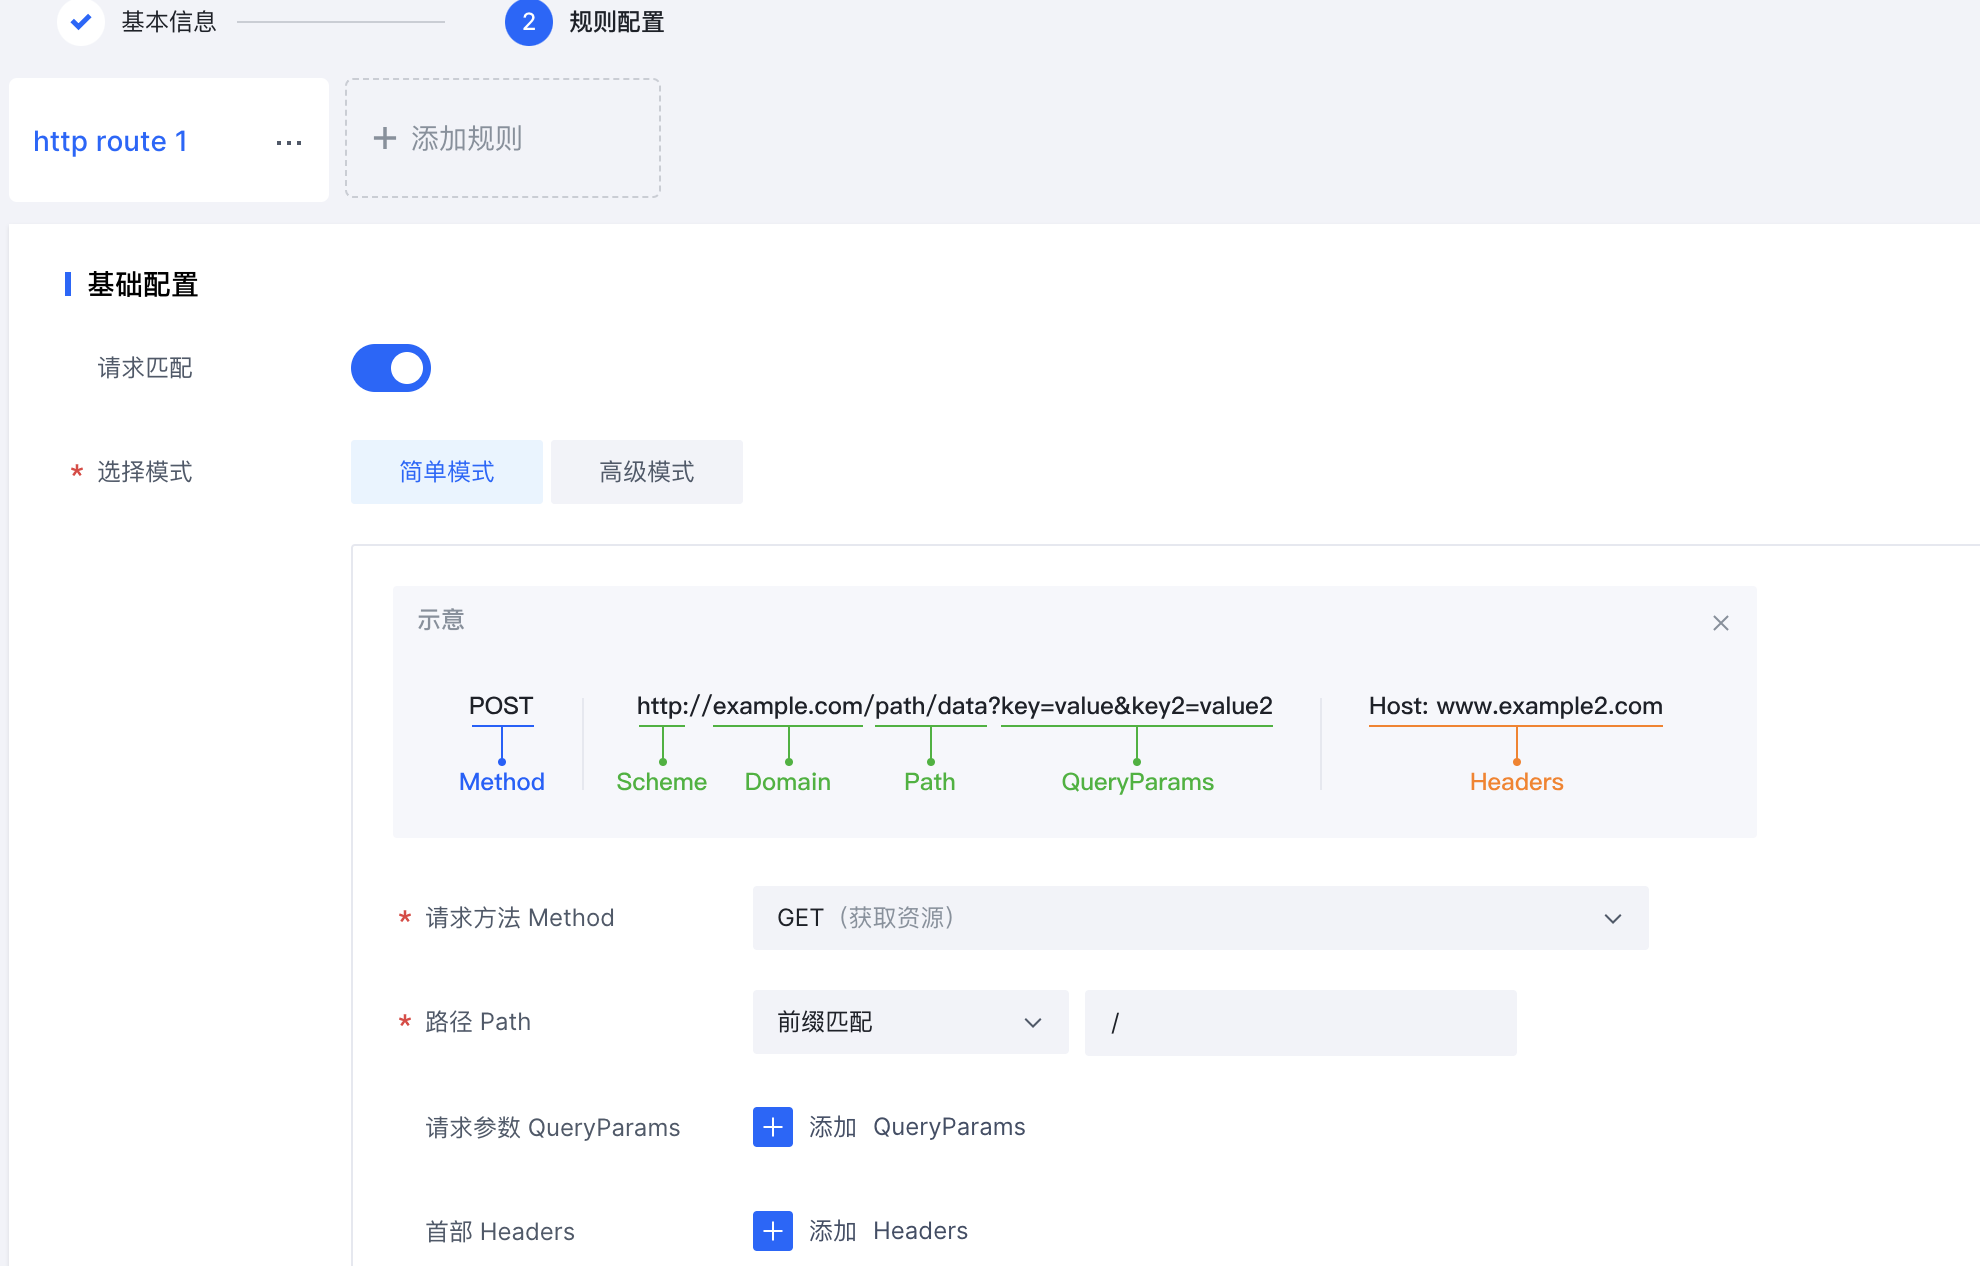 基本信息
2 规则配置
http route 1 ...
+ 添加规则
基础配置
请求匹配
* 选择模式 简单模式 高级模式
示意
POST http://example.com/path/data?key=value&key2=value2 Host: www.example2.com
Method Scheme Domain Path QueryParams Headers
* 请求方法 Method GET（获取资源）
* 路径 Path 前缀匹配 /
请求参数 QueryParams 添加 QueryParams
首部 Headers 添加 Headers